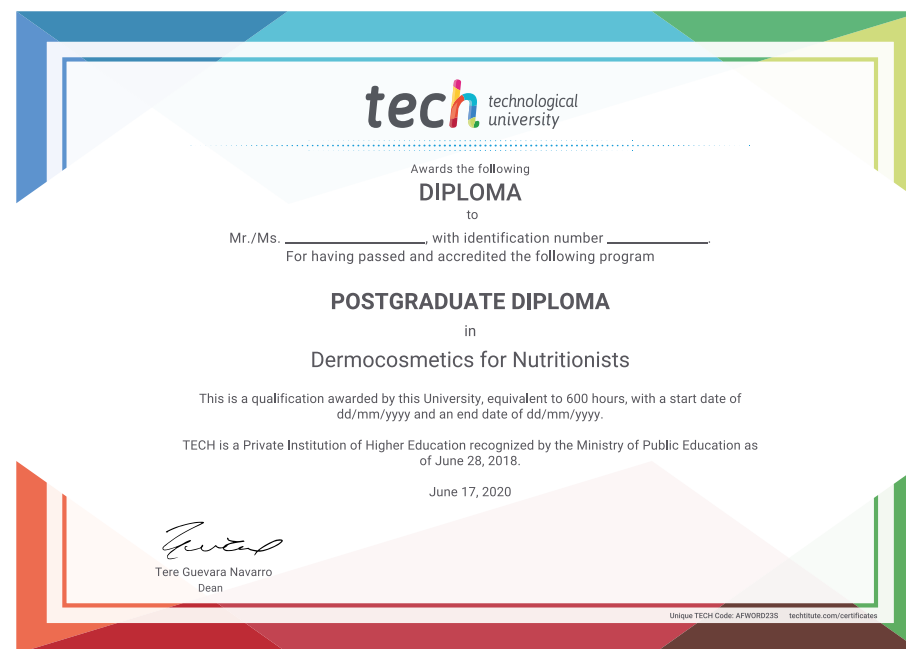 tech technological
university
Awards the following
DIPLOMA
to
Mr./Ms. ____________________, with identification number ______________.
For having passed and accredited the following program
POSTGRADUATE DIPLOMA
in
Dermocosmetics for Nutritionists
This is a qualification awarded by this University, equivalent to 600 hours, with a start date of
dd/mm/yyyy and an end date of dd/mm/yyyy.
TECH is a Private Institution of Higher Education recognized by the Ministry of Public Education as
of June 28, 2018.
June 17, 2020
Tere Guevara Navarro
Dean
Unique TECH Code: AFWORD23S techtitute.com/certificates